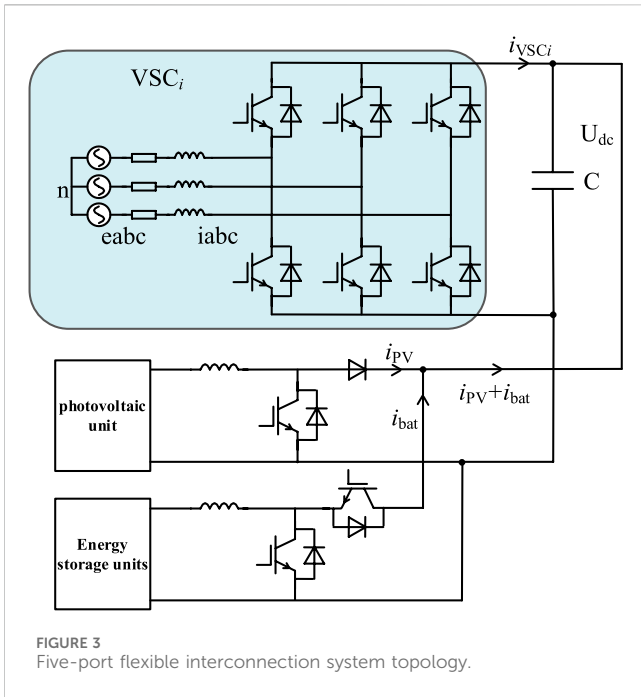 VSCi
iVSCi
Udc
C
n
eabc
iabc
photovoltaic
unit
iPV
iPV+ibat
ibat
Energy
storage units
FIGURE 3
Five-port flexible interconnection system topology.